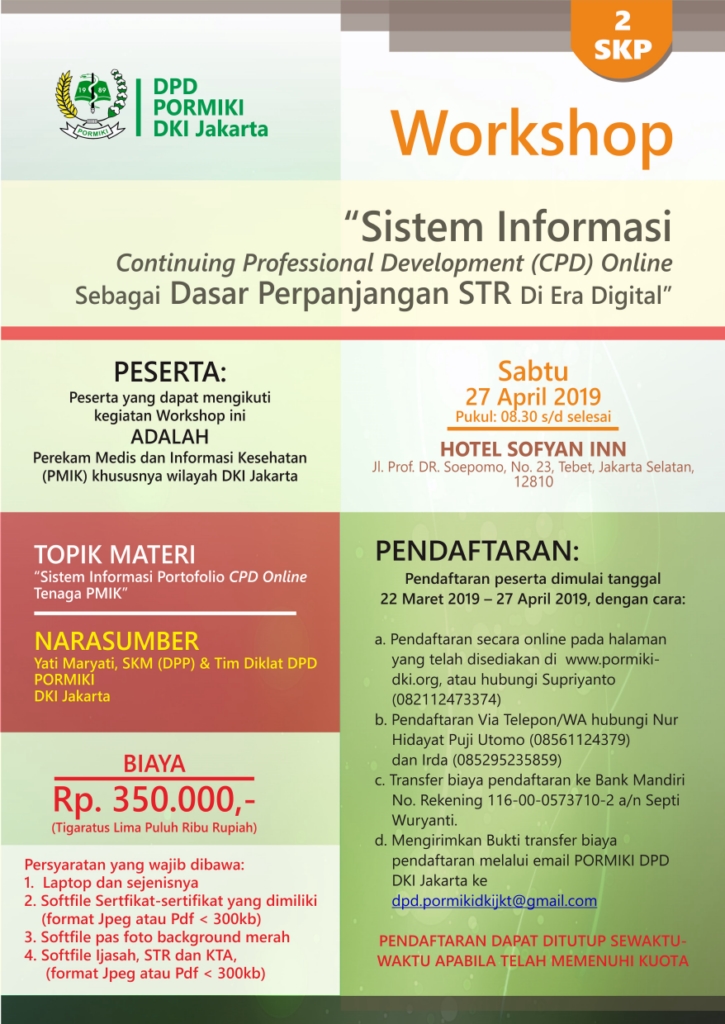 2
SKP
19 89
PORMIKI
DPD
PORMIKI
DKI Jakarta
Workshop
“Sistem Informasi
Continuing Professional Development (CPD) Online
Sebagai Dasar Perpanjangan STR Di Era Digital”
PESERTA:
Peserta yang dapat mengikuti
kegiatan Workshop ini
ADALAH
Perekam Medis dan Informasi Kesehatan
(PMIK) khususnya wilayah DKI Jakarta
Sabtu
27 April 2019
Pukul: 08.30 s/d selesai
HOTEL SOFYAN INN
Jl. Prof. DR. Soepomo, No. 23, Tebet, Jakarta Selatan,
12810
TOPIK MATERI
“Sistem Informasi Portofolio CPD Online
Tenaga PMIK”
NARASUMBER
Yati Maryati, SKM (DPP) & Tim Diklat DPD
PORMIKI
DKI Jakarta
BIAYA
Rp. 350.000,-
(Tigaratus Lima Puluh Ribu Rupiah)
Persyaratan yang wajib dibawa:
1. Laptop dan sejenisnya
2. Softfile Sertfikat-sertifikat yang dimiliki
(format Jpeg atau Pdf < 300kb)
3. Softfile pas foto background merah
4. Softfile Ijasah, STR dan KTA,
(format Jpeg atau Pdf < 300kb)
PENDAFTARAN:
Pendaftaran peserta dimulai tanggal
22 Maret 2019 – 27 April 2019, dengan cara:
a. Pendaftaran secara online pada halaman
yang telah disediakan di www.pormiki-
dki.org, atau hubungi Supriyanto
(082112473374)
b. Pendaftaran Via Telepon/WA hubungi Nur
Hidayat Puji Utomo (08561124379)
dan Irda (085295235859)
c. Transfer biaya pendaftaran ke Bank Mandiri
No. Rekening 116-00-0573710-2 a/n Septi
Wuryanti.
d. Mengirimkan Bukti transfer biaya
pendaftaran melalui email PORMIKI DPD
DKI Jakarta ke
dpd.pormikidkijkt@gmail.com
PENDAFTARAN DAPAT DITUTUP SEWAKTU-
WAKTU APABILA TELAH MEMENUHI KUOTA